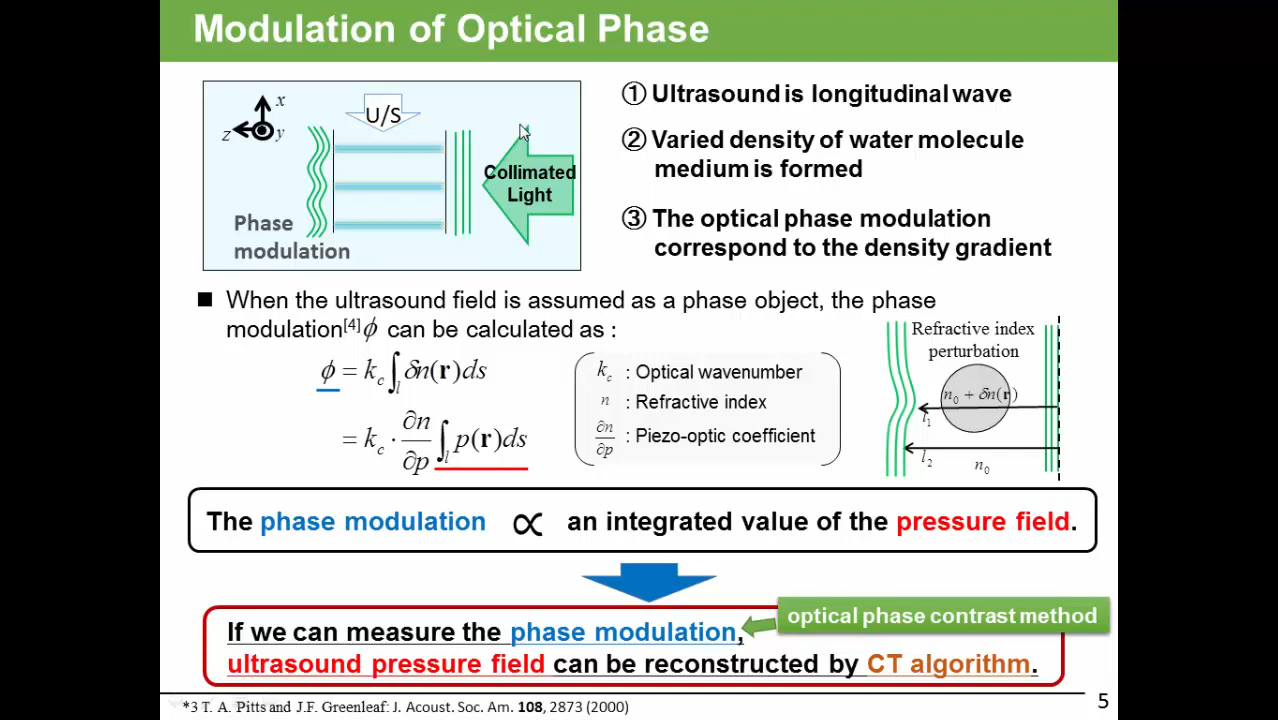 Modulation of Optical Phase
x
z
y
U/S
Collimated
Light
Phase
modulation
① Ultrasound is longitudinal wave
② Varied density of water molecule
medium is formed
③ The optical phase modulation
correspond to the density gradient
■ When the ultrasound field is assumed as a phase object, the phase
modulation[4] ϕ can be calculated as :
ϕ = k_c ∫_l δn(r)ds
= k_c · ∂n/∂p ∫_l p(r)ds
k_c : Optical wavenumber
n : Refractive index
∂n/∂p : Piezo-optic coefficient
Refractive index
perturbation
n₀ + δn(r)
l₁
l₂
n₀
The phase modulation ∝ an integrated value of the pressure field.
optical phase contrast method
If we can measure the phase modulation,
ultrasound pressure field can be reconstructed by CT algorithm.
*3 T. A. Pitts and J.F. Greenleaf: J. Acoust. Soc. Am. 108, 2873 (2000)
5